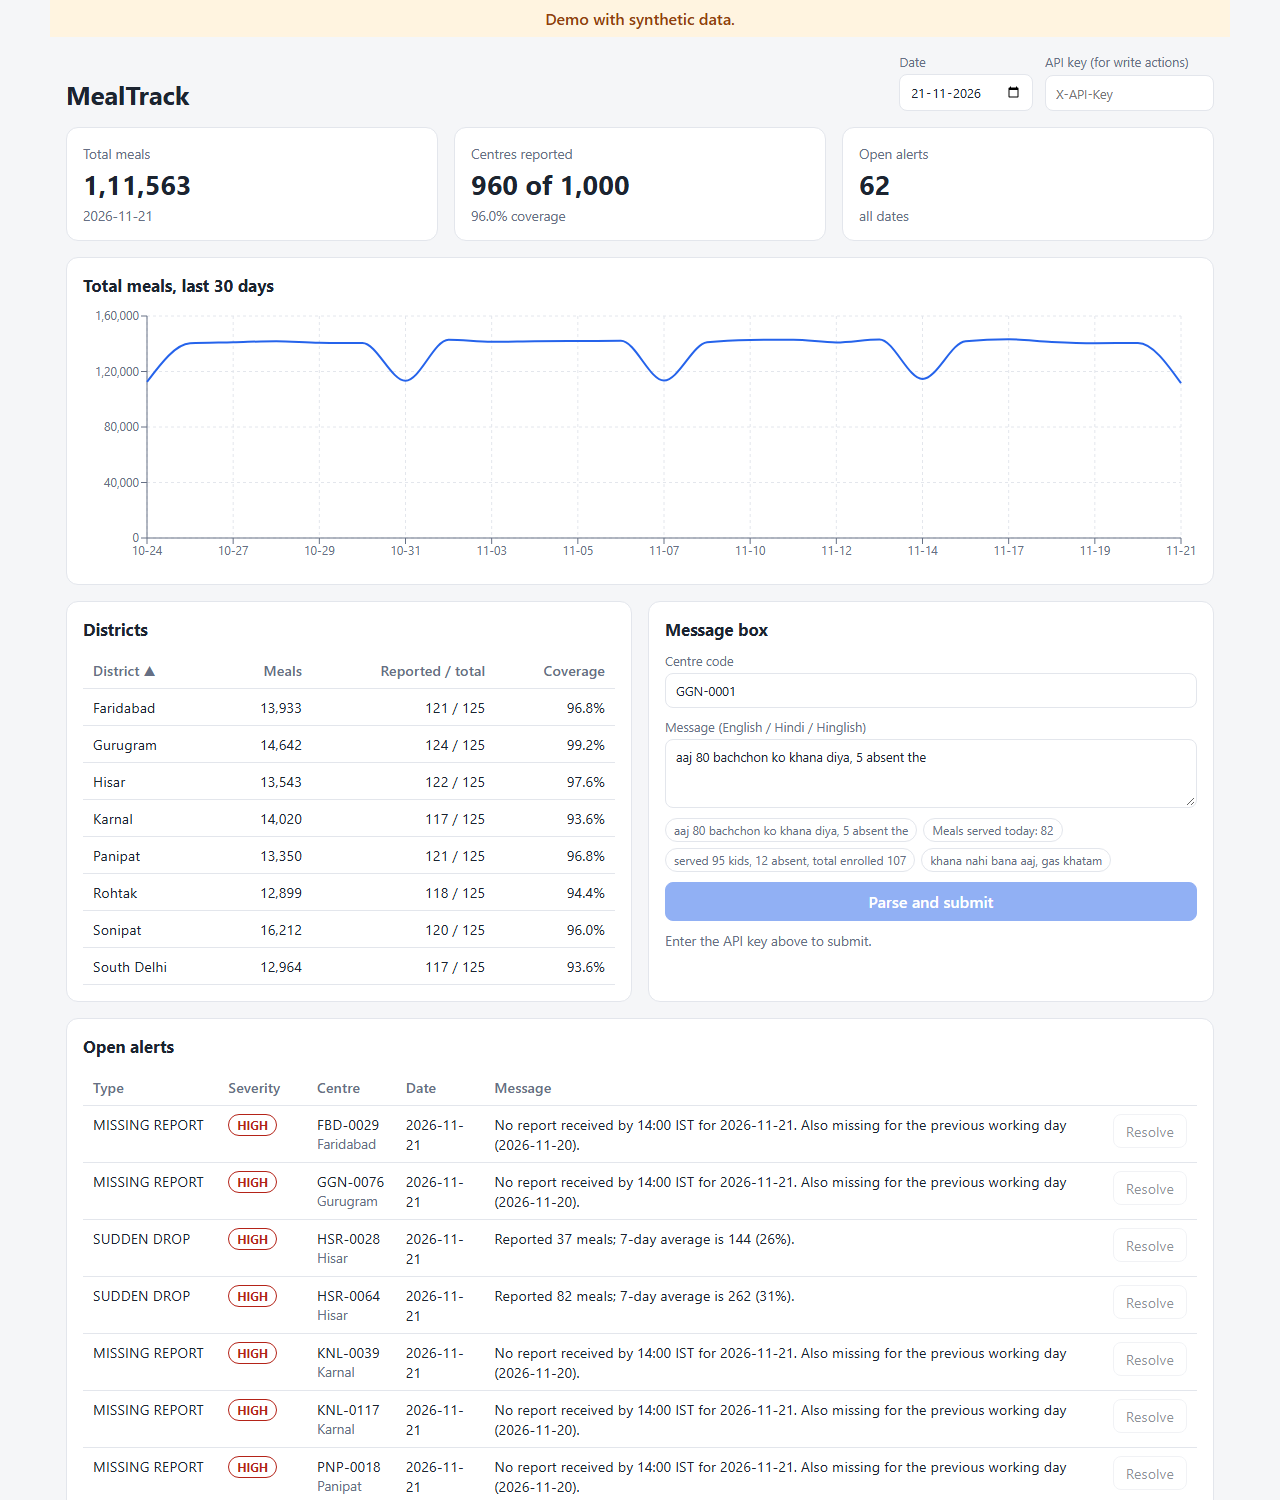 Demo with synthetic data.
MealTrack
Date
API key (for write actions)
21-11-2026
X-API-Key
Total meals
1,11,563
2026-11-21
Centres reported
960 of 1,000
96.0% coverage
Open alerts
62
all dates
Total meals, last 30 days
1,60,000
1,20,000
80,000
40,000
0
10-24 10-27 10-29 10-31 11-03 11-05 11-07 11-10 11-12 11-14 11-17 11-19 11-21
Districts
District ▲ Meals Reported / total Coverage
Faridabad 13,933 121 / 125 96.8%
Gurugram 14,642 124 / 125 99.2%
Hisar 13,543 122 / 125 97.6%
Karnal 14,020 117 / 125 93.6%
Panipat 13,350 121 / 125 96.8%
Rohtak 12,899 118 / 125 94.4%
Sonipat 16,212 120 / 125 96.0%
South Delhi 12,964 117 / 125 93.6%
Message box
Centre code
GGN-0001
Message (English / Hindi / Hinglish)
aaj 80 bachchon ko khana diya, 5 absent the
aaj 80 bachchon ko khana diya, 5 absent the
Meals served today: 82
served 95 kids, 12 absent, total enrolled 107
khana nahi bana aaj, gas khatam
Parse and submit
Enter the API key above to submit.
Open alerts
Type Severity Centre Date Message
MISSING REPORT HIGH FBD-0029 2026-11- No report received by 14:00 IST for 2026-11-21. Also missing for the previous working day Resolve
Faridabad 21 (2026-11-20).
MISSING REPORT HIGH GGN-0076 2026-11- No report received by 14:00 IST for 2026-11-21. Also missing for the previous working day Resolve
Gurugram 21 (2026-11-20).
SUDDEN DROP HIGH HSR-0028 2026-11- Reported 37 meals; 7-day average is 144 (26%). Resolve
Hisar 21
SUDDEN DROP HIGH HSR-0064 2026-11- Reported 82 meals; 7-day average is 262 (31%). Resolve
Hisar 21
MISSING REPORT HIGH KNL-0039 2026-11- No report received by 14:00 IST for 2026-11-21. Also missing for the previous working day Resolve
Karnal 21 (2026-11-20).
MISSING REPORT HIGH KNL-0117 2026-11- No report received by 14:00 IST for 2026-11-21. Also missing for the previous working day Resolve
Karnal 21 (2026-11-20).
MISSING REPORT HIGH PNP-0018 2026-11- No report received by 14:00 IST for 2026-11-21. Also missing for the previous working day Resolve
Panipat 21 (2026-11-20).